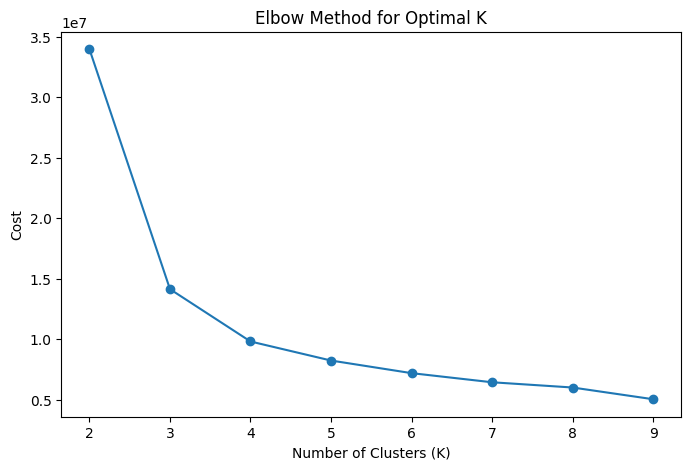 Elbow Method for Optimal K
1e7
3.5
3.0
2.5
2.0
1.5
1.0
0.5
Cost
2 3 4 5 6 7 8 9
Number of Clusters (K)